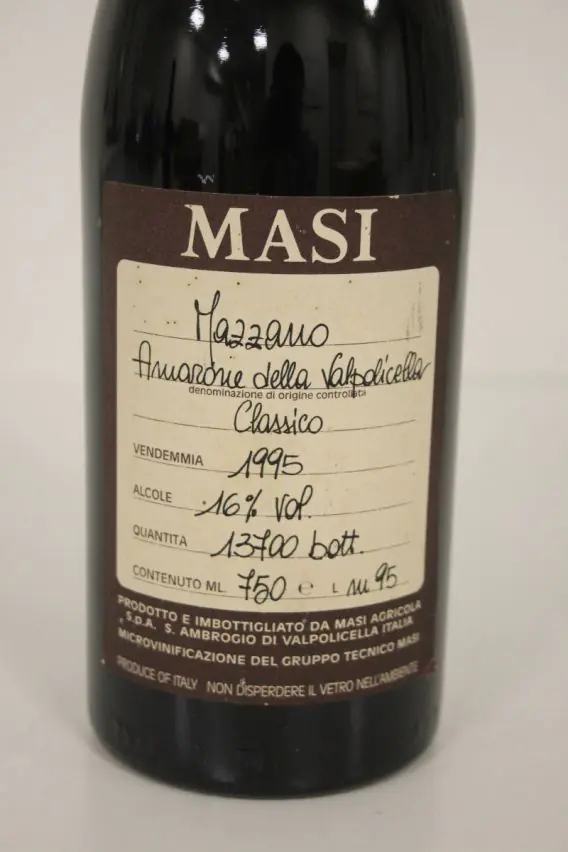 MASI
Mazzano
Amarone della Valpolicella
denominazione di origine controllata
Classico
VENDEMMIA 1995
ALCOLE 16% vol.
QUANTITA 13700 bott.
CONTENUTO ML. 750 e L m 95
PRODOTTO E IMBOTTIGLIATO DA MASI AGRICOLA
S.p.A. S. AMBROGIO DI VALPOLICELLA ITALIA
MICROVINIFICAZIONE DEL GRUPPO TECNICO MASI
PRODUCE OF ITALY NON DISPERDERE IL VETRO NELL'AMBIENTE